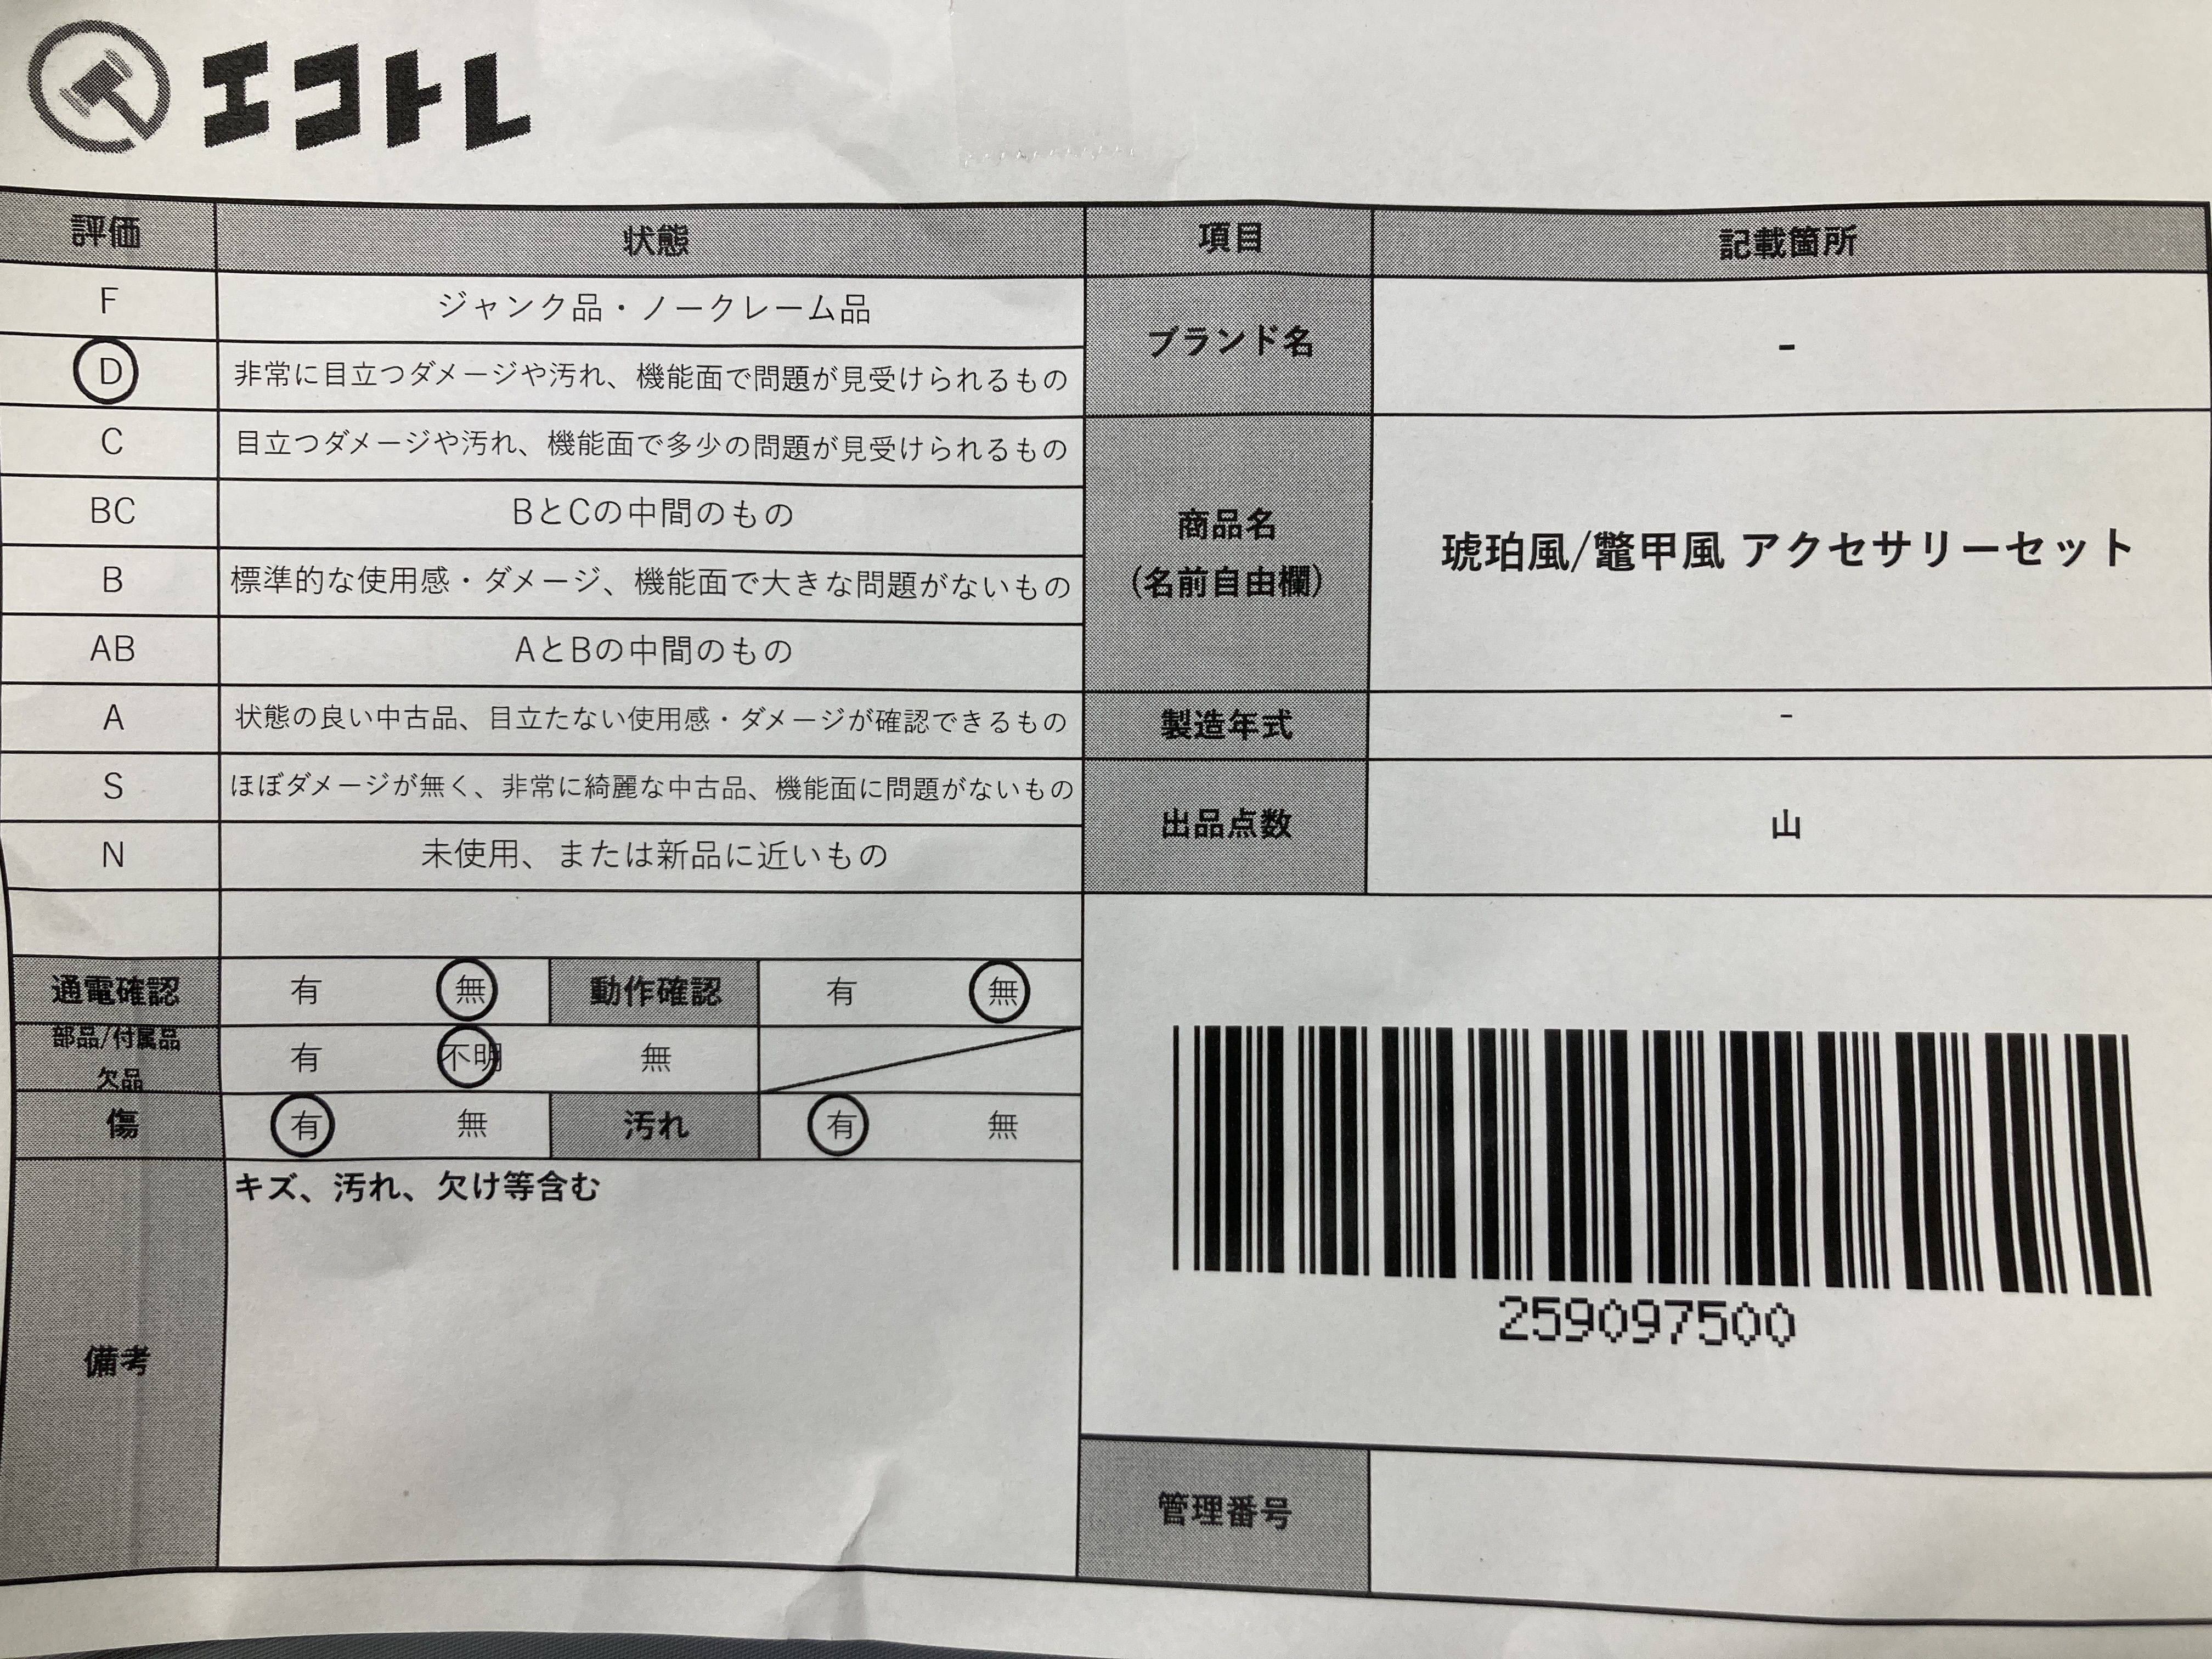 エコトレ
評価 状態 項目 記載箇所
F ジャンク品・ノークレーム品
D 非常に目立つダメージや汚れ、機能面で問題が見受けられるもの
ブランド名 -
C 目立つダメージや汚れ、機能面で多少の問題が見受けられるもの
BC BとCの中間のもの
B 標準的な使用感・ダメージ、機能面で大きな問題がないもの
AB AとBの中間のもの
商品名
(名前自由欄)
琥珀風/鼈甲風 アクセサリーセット
A 状態の良い中古品、目立たない使用感・ダメージが確認できるもの
製造年式 -
S ほぼダメージが無く、非常に綺麗な中古品、機能面に問題がないもの
N 未使用、または新品に近いもの
出品点数 山
通電確認 有 無 動作確認 有 無
部品/付属品
欠品
有 不明 無
傷 有 無 汚れ 有 無
備考
キズ、汚れ、欠け等含む
259097500
管理番号